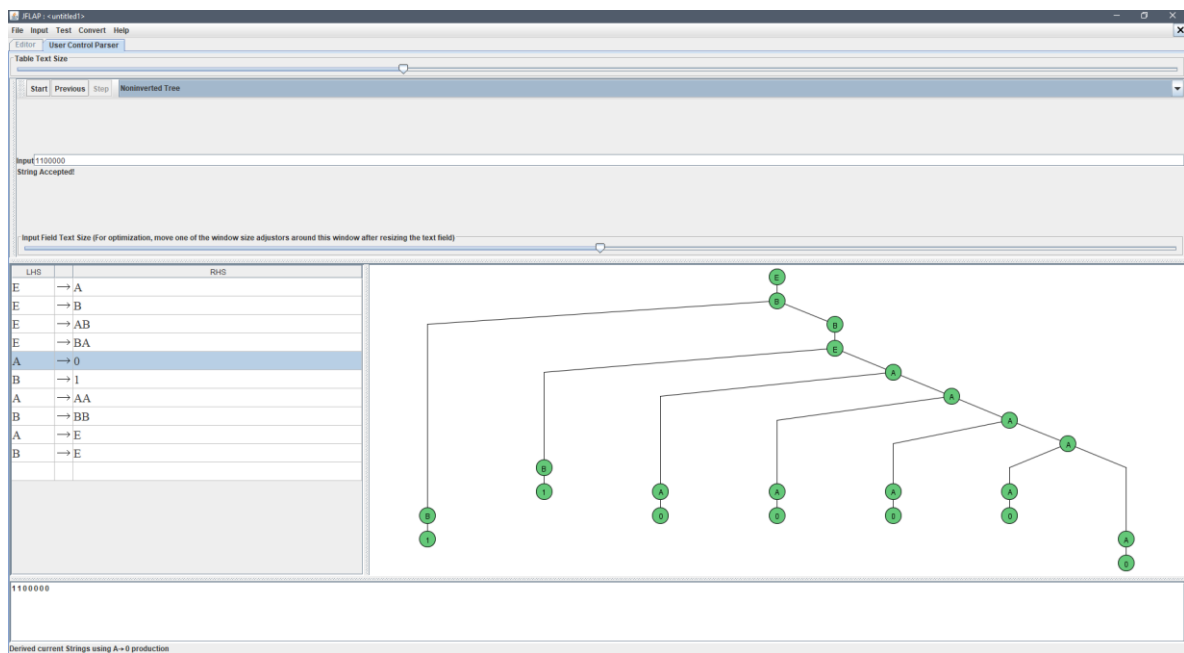 JFLAP : <untitled1>
File Input Test Convert Help
Editor User Control Parser
Table Text Size
Start Previous Step Noninverted Tree
Input 1100000
String Accepted!
Input Field Text Size (For optimization, move one of the window size adjustors around this window after resizing the text field)
LHS RHS
E → A
E → B
E → AB
E → BA
A → 0
B → 1
A → AA
B → BB
A → E
B → E
E
B
B
E
A
A
A
A
B
1 A A A A
B 0 0 0 0
1 A
0
1100000
Derived current Strings using A→0 production